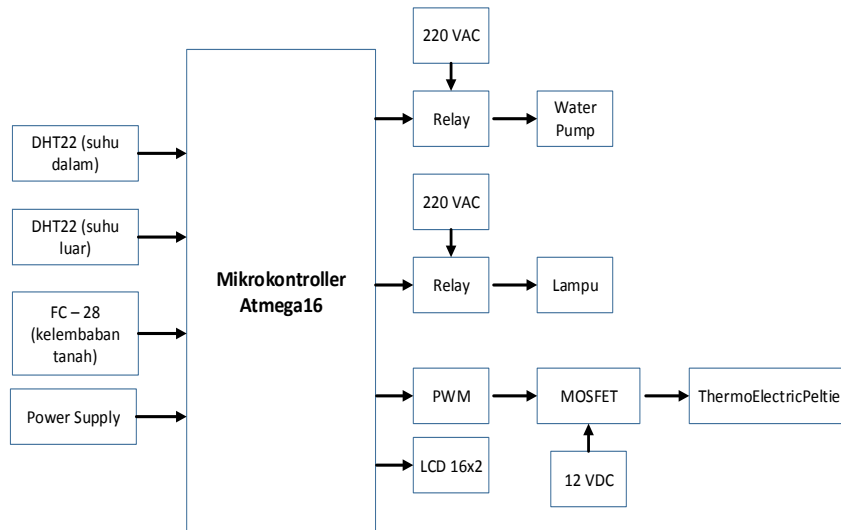 220 VAC
Relay
Water
Pump
DHT22 (suhu
dalam)
220 VAC
DHT22 (suhu
luar)
Mikrokontroller
Atmega16
Relay
Lampu
FC – 28
(kelembaban
tanah)
Power Supply
PWM
MOSFET
ThermoElectricPeltier
LCD 16x2
12 VDC